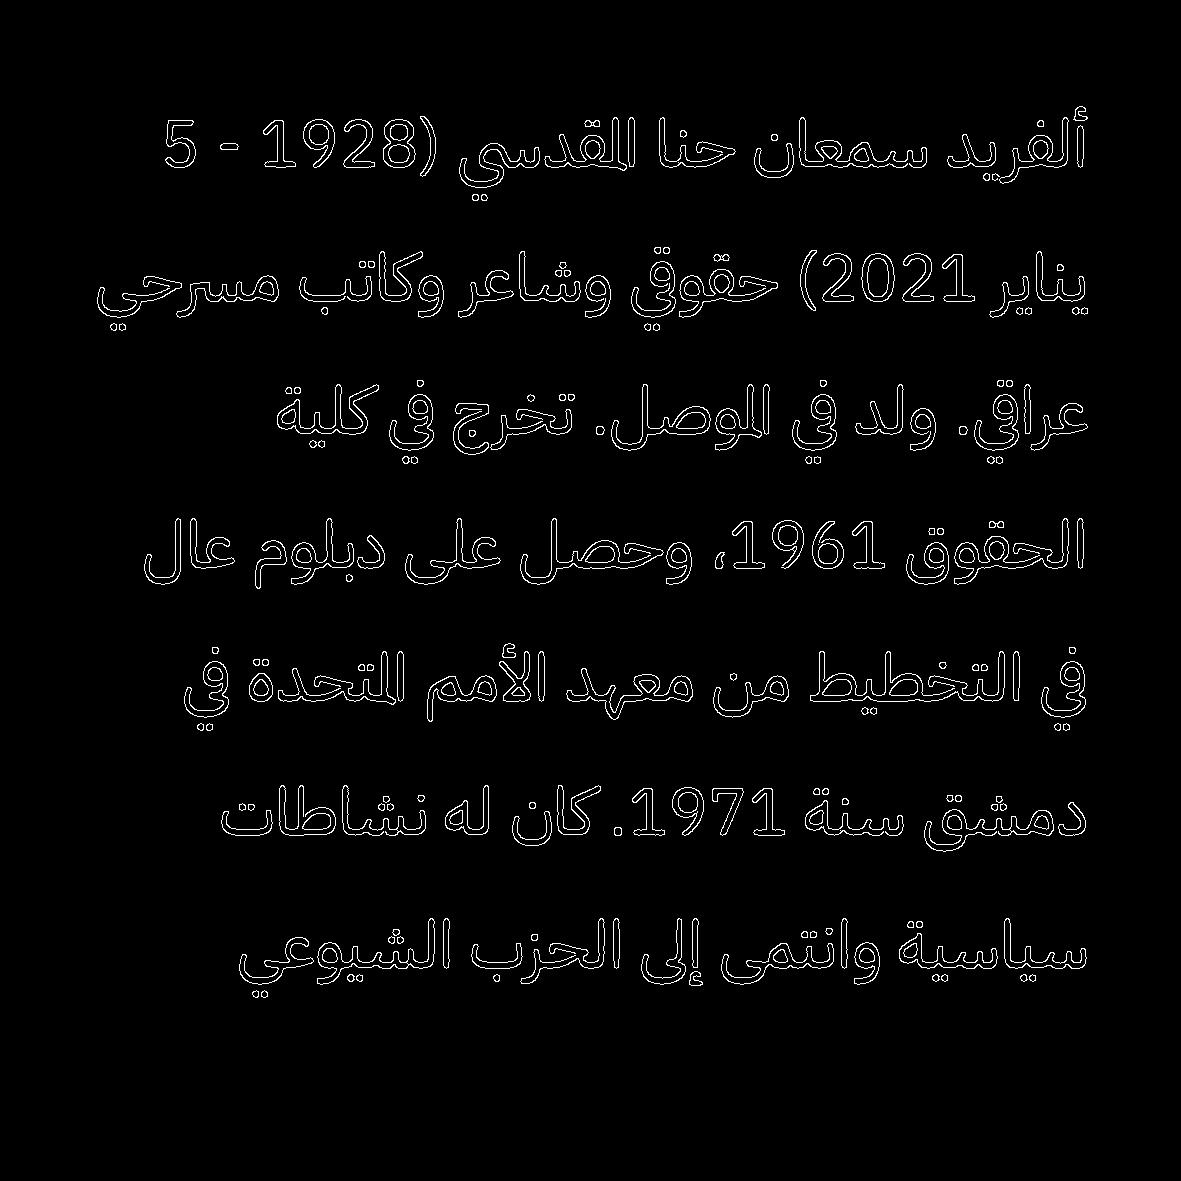 ألفريد سمعان حنا المقدسي (1928 - 5
يناير 2021) حقوقي وشاعر وكاتب مسرحي
عراقي. ولد في الموصل. تخرج في كلية
الحقوق 1961، وحصل على دبلوم عال
في التخطيط من معهد الأمم المتحدة في
دمشق سنة 1971. كان له نشاطات
سياسية وانتمى إلى الحزب الشيوعي